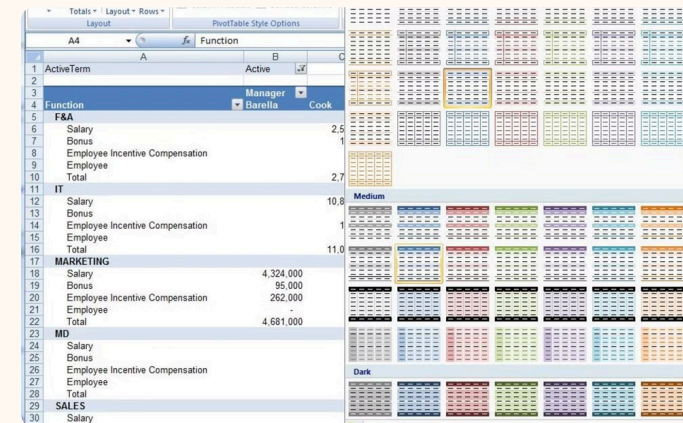 Totals Layout Rows
Layout PivotTable Style Options
A4 fx Function
A B C
1 ActiveTerm Active
2
3 Manager
4 Function Barella Cook
5 F&A
6 Salary 2,5
7 Bonus 1
8 Employee Incentive Compensation
9 Employee
10 Total 2,7
11 IT
12 Salary 10,8
13 Bonus
14 Employee Incentive Compensation 1
15 Employee
16 Total 11,0
17 MARKETING
18 Salary 4,324,000
19 Bonus 95,000
20 Employee Incentive Compensation 262,000
21 Employee -
22 Total 4,681,000
23 MD
24 Salary
25 Bonus
26 Employee Incentive Compensation
27 Employee
28 Total
29 SALES
30 Salary
Medium
Dark